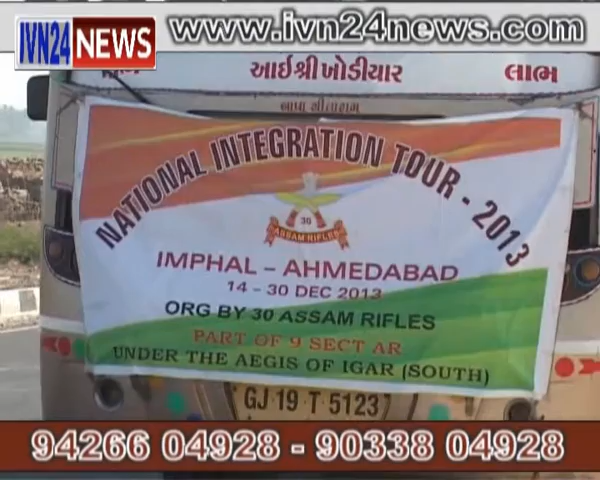 IVN24 NEWS www.ivn24news.com
આઈશ્રીખોડીયાર લાભ
બાપા સીતારામ
NATIONAL INTEGRATION TOUR - 2013
30
ASSAM RIFLES
IMPHAL - AHMEDABAD
14 - 30 DEC 2013
ORG BY 30 ASSAM RIFLES
PART OF 9 SECT AR
UNDER THE AEGIS OF IGAR (SOUTH)
GJ 19 T 5123
94266 04928 - 90338 04928